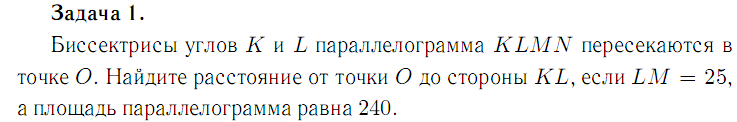 Задача 1.
Биссектрисы углов K и L параллелограмма KLMN пересекаются в
точке O. Найдите расстояние от точки O до стороны KL, если LM = 25,
а площадь параллелограмма равна 240.